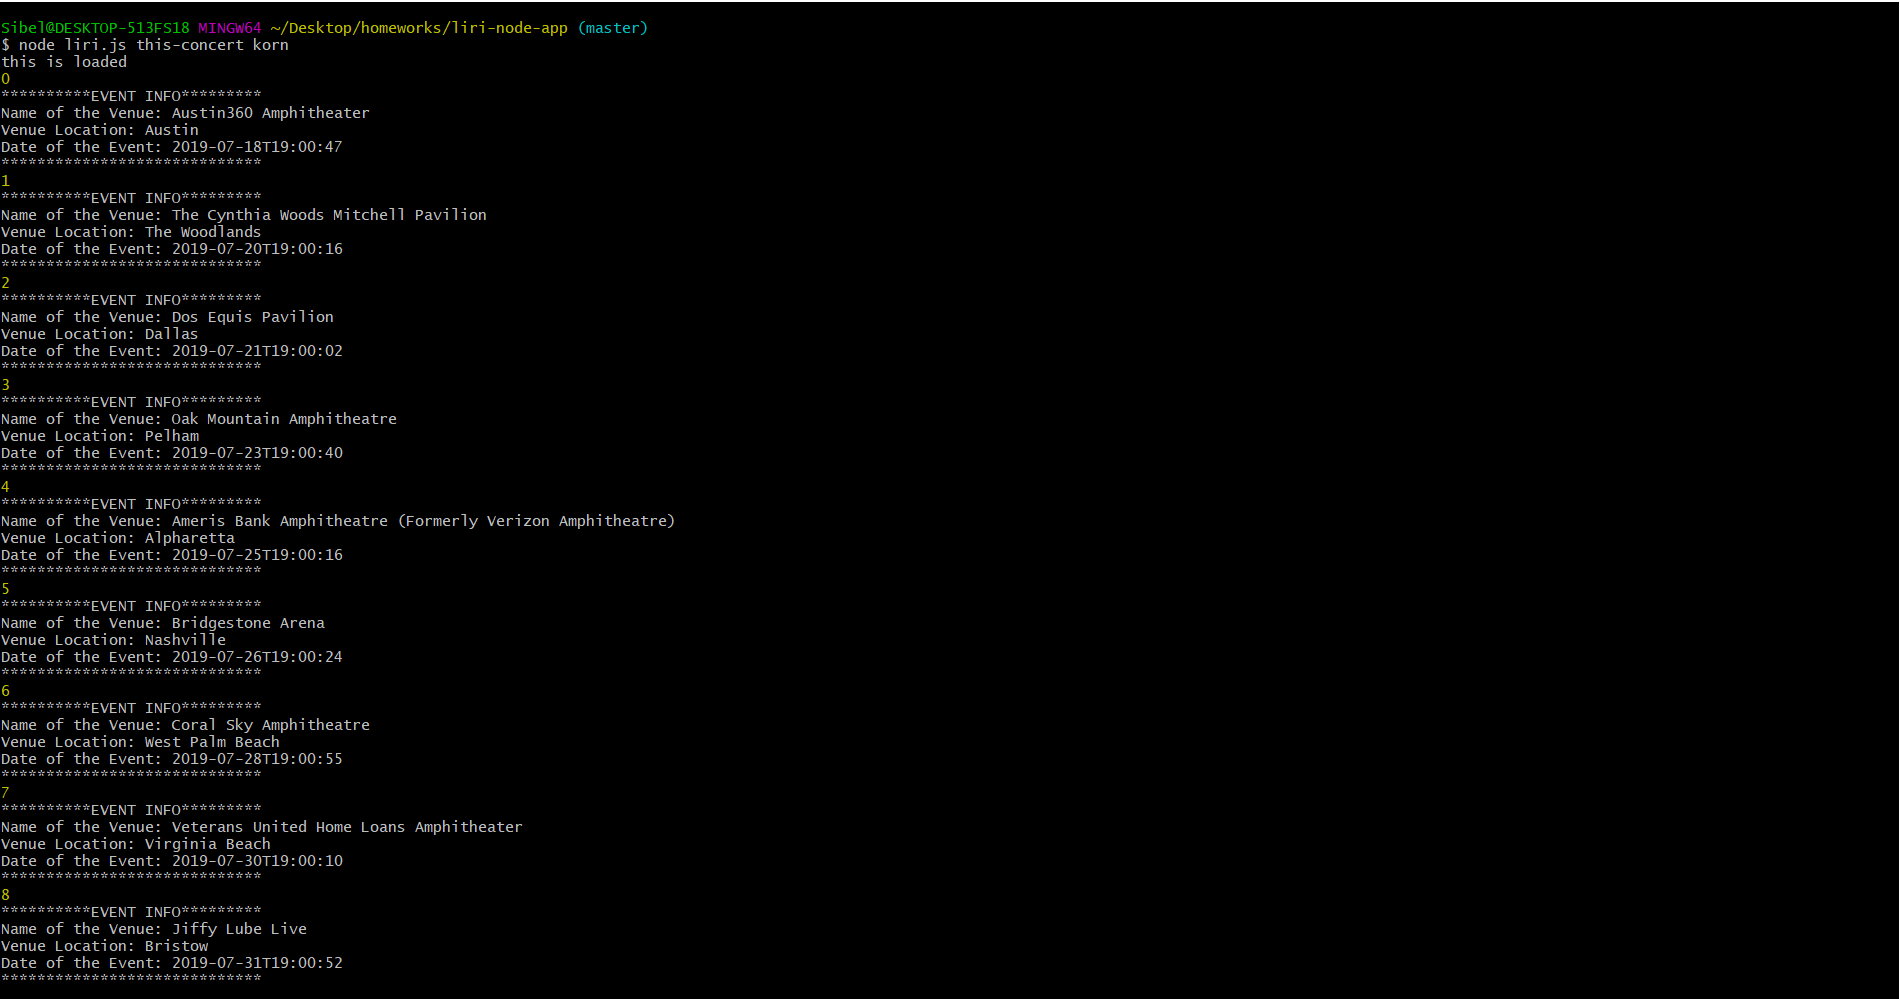 Sibel@DESKTOP-513FS18 MINGW64 ~/Desktop/homeworks/liri-node-app (master)
$ node liri.js this-concert korn
this is loaded
0
**********EVENT INFO*********
Name of the Venue: Austin360 Amphitheater
Venue Location: Austin
Date of the Event: 2019-07-18T19:00:47
*****************************
1
**********EVENT INFO*********
Name of the Venue: The Cynthia Woods Mitchell Pavilion
Venue Location: The Woodlands
Date of the Event: 2019-07-20T19:00:16
*****************************
2
**********EVENT INFO*********
Name of the Venue: Dos Equis Pavilion
Venue Location: Dallas
Date of the Event: 2019-07-21T19:00:02
*****************************
3
**********EVENT INFO*********
Name of the Venue: Oak Mountain Amphitheatre
Venue Location: Pelham
Date of the Event: 2019-07-23T19:00:40
*****************************
4
**********EVENT INFO*********
Name of the Venue: Ameris Bank Amphitheatre (Formerly Verizon Amphitheatre)
Venue Location: Alpharetta
Date of the Event: 2019-07-25T19:00:16
*****************************
5
**********EVENT INFO*********
Name of the Venue: Bridgestone Arena
Venue Location: Nashville
Date of the Event: 2019-07-26T19:00:24
*****************************
6
**********EVENT INFO*********
Name of the Venue: Coral Sky Amphitheatre
Venue Location: West Palm Beach
Date of the Event: 2019-07-28T19:00:55
*****************************
7
**********EVENT INFO*********
Name of the Venue: Veterans United Home Loans Amphitheater
Venue Location: Virginia Beach
Date of the Event: 2019-07-30T19:00:10
*****************************
8
**********EVENT INFO*********
Name of the Venue: Jiffy Lube Live
Venue Location: Bristow
Date of the Event: 2019-07-31T19:00:52
*****************************